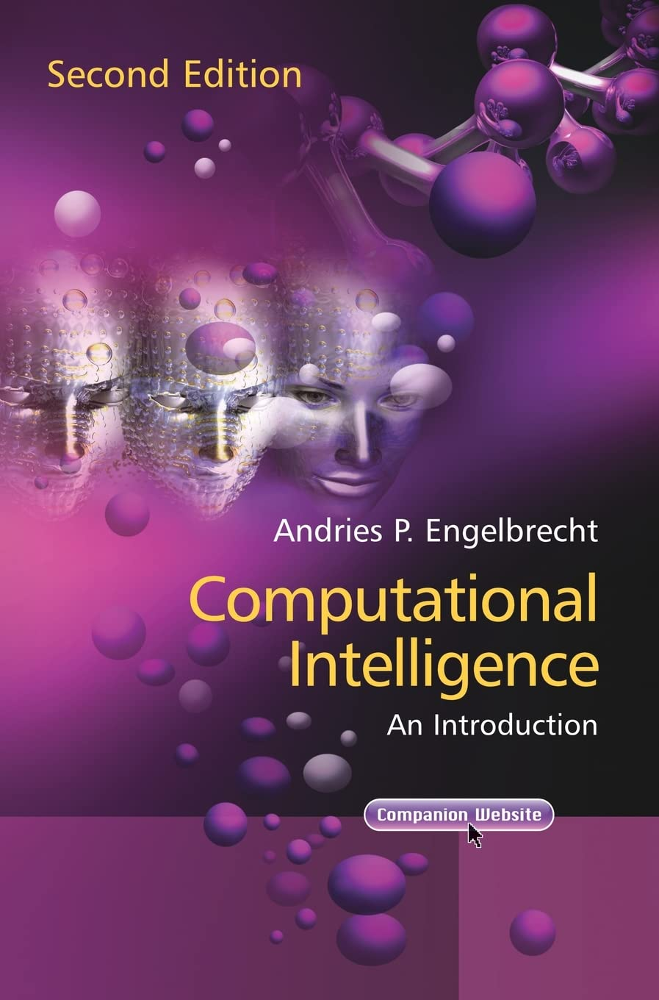 Second Edition
Andries P. Engelbrecht
Computational
Intelligence
An Introduction
Companion Website